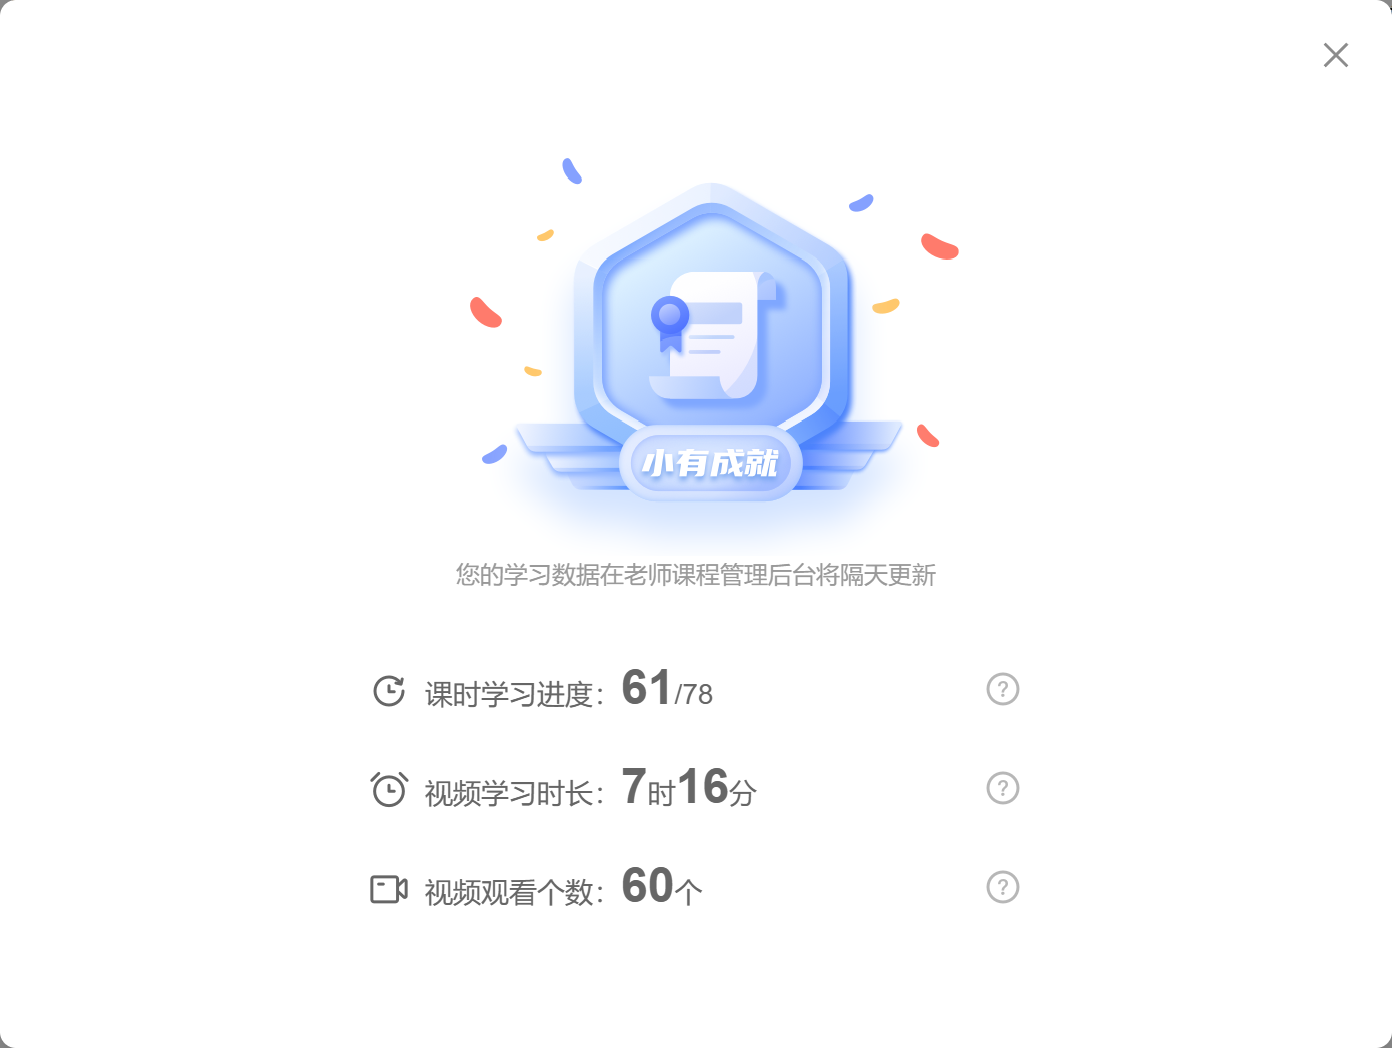 小有成就
您的学习数据在老师课程管理后台将隔天更新
课时学习进度：61/78
视频学习时长：7时16分
视频观看个数：60个